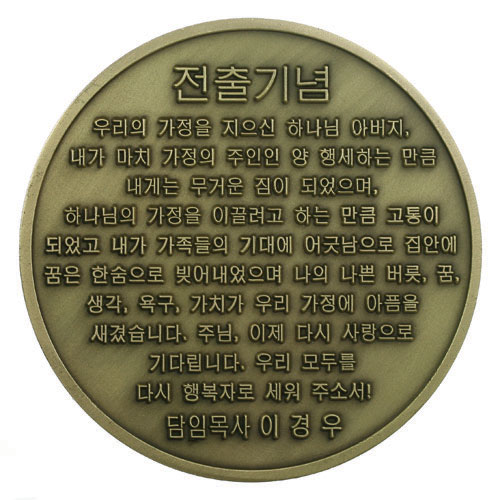 전출기념
우리의 가정을 지으신 하나님 아버지,
내가 마치 가정의 주인인 양 행세하는 만큼
내게는 무거운 짐이 되었으며,
하나님의 가정을 이끌려고 하는 만큼 고통이
되었고 내가 가족들의 기대에 어긋남으로 집안에
꿈은 한숨으로 빚어내었으며 나의 나쁜 버릇, 꿈,
생각, 욕구, 가치가 우리 가정에 아픔을
새겼습니다. 주님, 이제 다시 사랑으로
기다립니다. 우리 모두를
다시 행복자로 세워 주소서!
담임목사 이 경 우